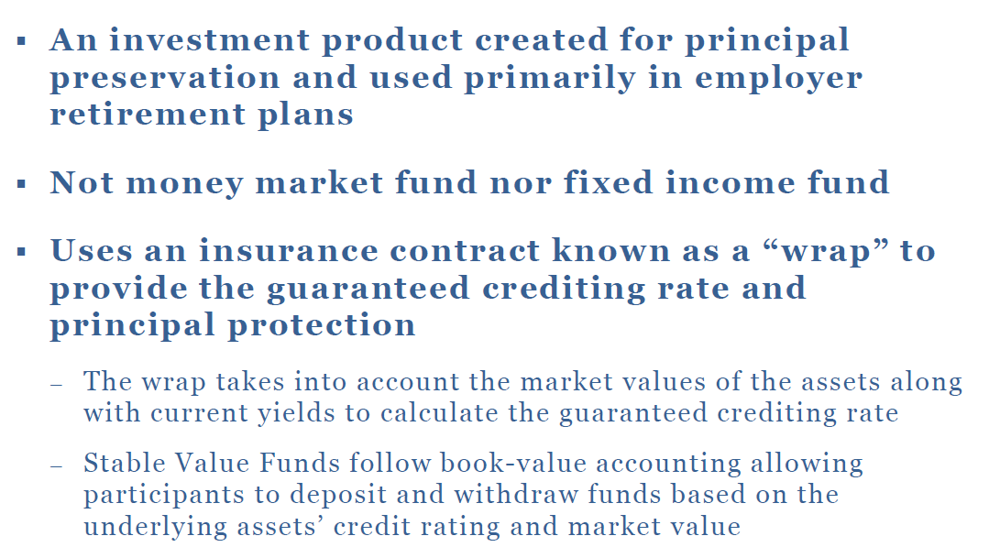 ▪ An investment product created for principal
preservation and used primarily in employer
retirement plans
▪ Not money market fund nor fixed income fund
▪ Uses an insurance contract known as a “wrap” to
provide the guaranteed crediting rate and
principal protection
– The wrap takes into account the market values of the assets along
with current yields to calculate the guaranteed crediting rate
– Stable Value Funds follow book-value accounting allowing
participants to deposit and withdraw funds based on the
underlying assets’ credit rating and market value